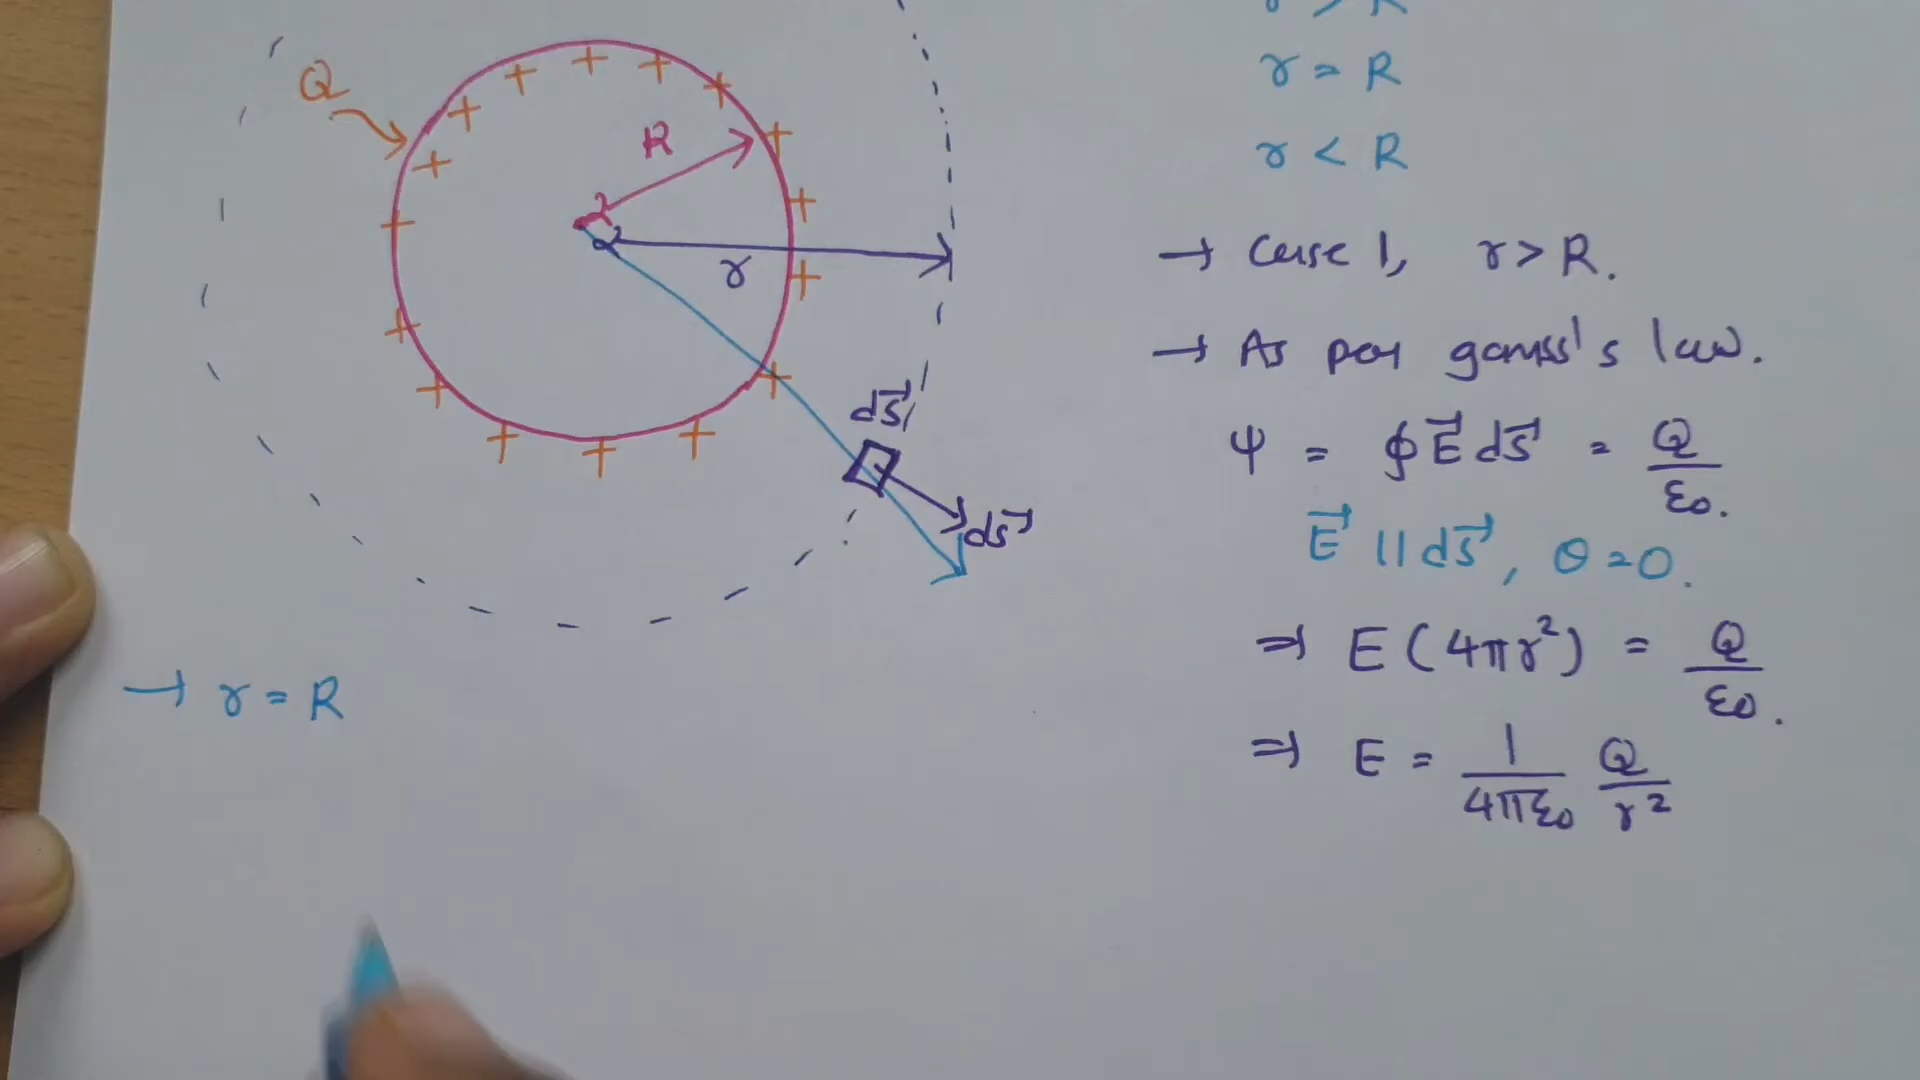 r > R
r = R
r < R
Q
R
r
→ Case 1, r > R.
→ As per gauss's law.
ψ = ∮ E⃗ ds⃗ = Q/ε0.
E⃗ || ds⃗, θ = 0.
ds⃗
ds⃗
⇒ E (4πr²) = Q/ε0.
→ r = R
⇒ E = 1/4πε0 Q/r²